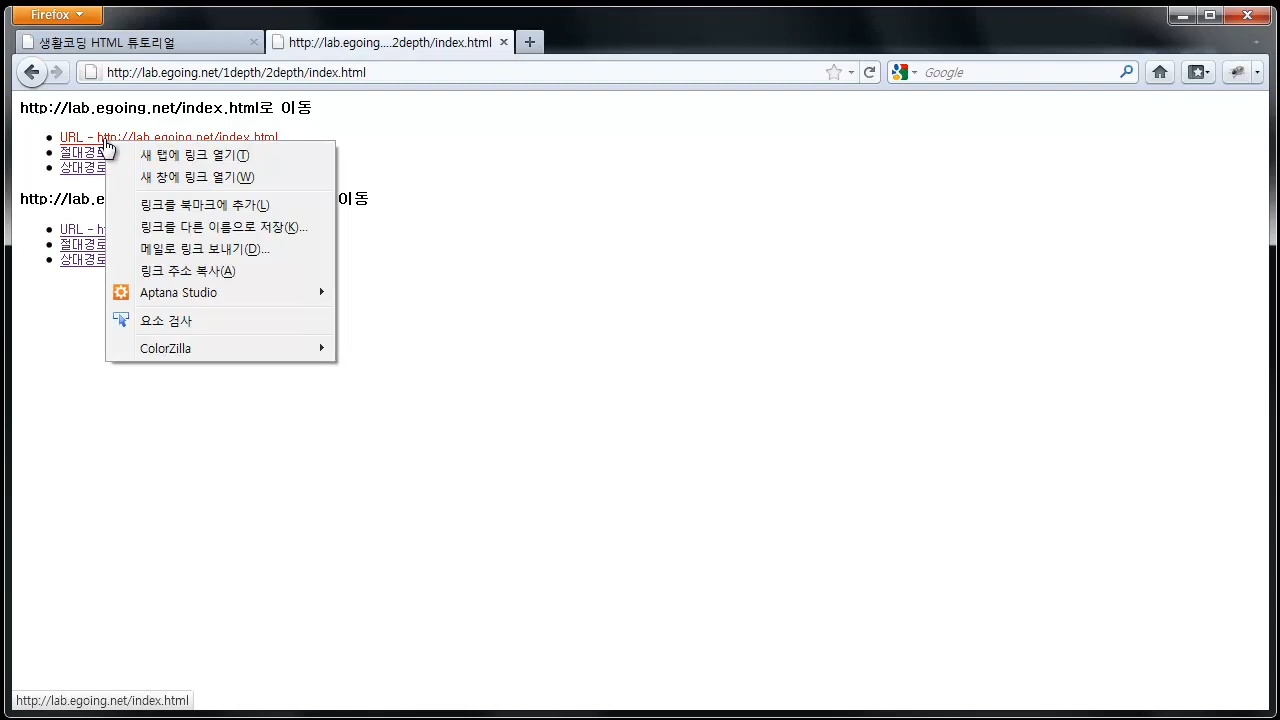 Firefox
생활코딩 HTML 튜토리얼
http://lab.egoing....2depth/index.html
http://lab.egoing.net/1depth/2depth/index.html
Google
http://lab.egoing.net/index.html로 이동
URL - http://lab.egoing.net/index.html
절대경로
상대경로
http://lab.e 이동
URL - ht
절대경로
상대경로
새 탭에 링크 열기(T)
새 창에 링크 열기(W)
링크를 북마크에 추가(L)
링크를 다른 이름으로 저장(K)...
메일로 링크 보내기(D)...
링크 주소 복사(A)
Aptana Studio
요소 검사
ColorZilla
http://lab.egoing.net/index.html